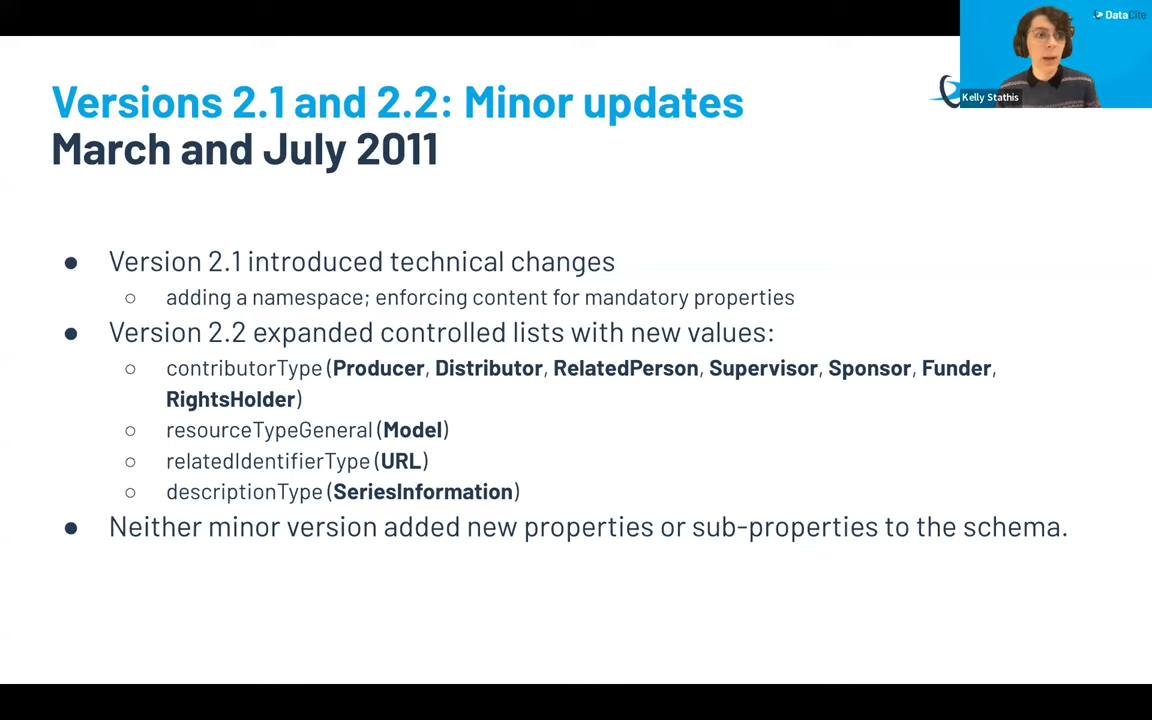 DataCite
Kelly Stathis
Versions 2.1 and 2.2: Minor updates
March and July 2011
● Version 2.1 introduced technical changes
○ adding a namespace; enforcing content for mandatory properties
● Version 2.2 expanded controlled lists with new values:
○ contributorType (Producer, Distributor, RelatedPerson, Supervisor, Sponsor, Funder,
RightsHolder)
○ resourceTypeGeneral (Model)
○ relatedIdentifierType (URL)
○ descriptionType (SeriesInformation)
● Neither minor version added new properties or sub-properties to the schema.